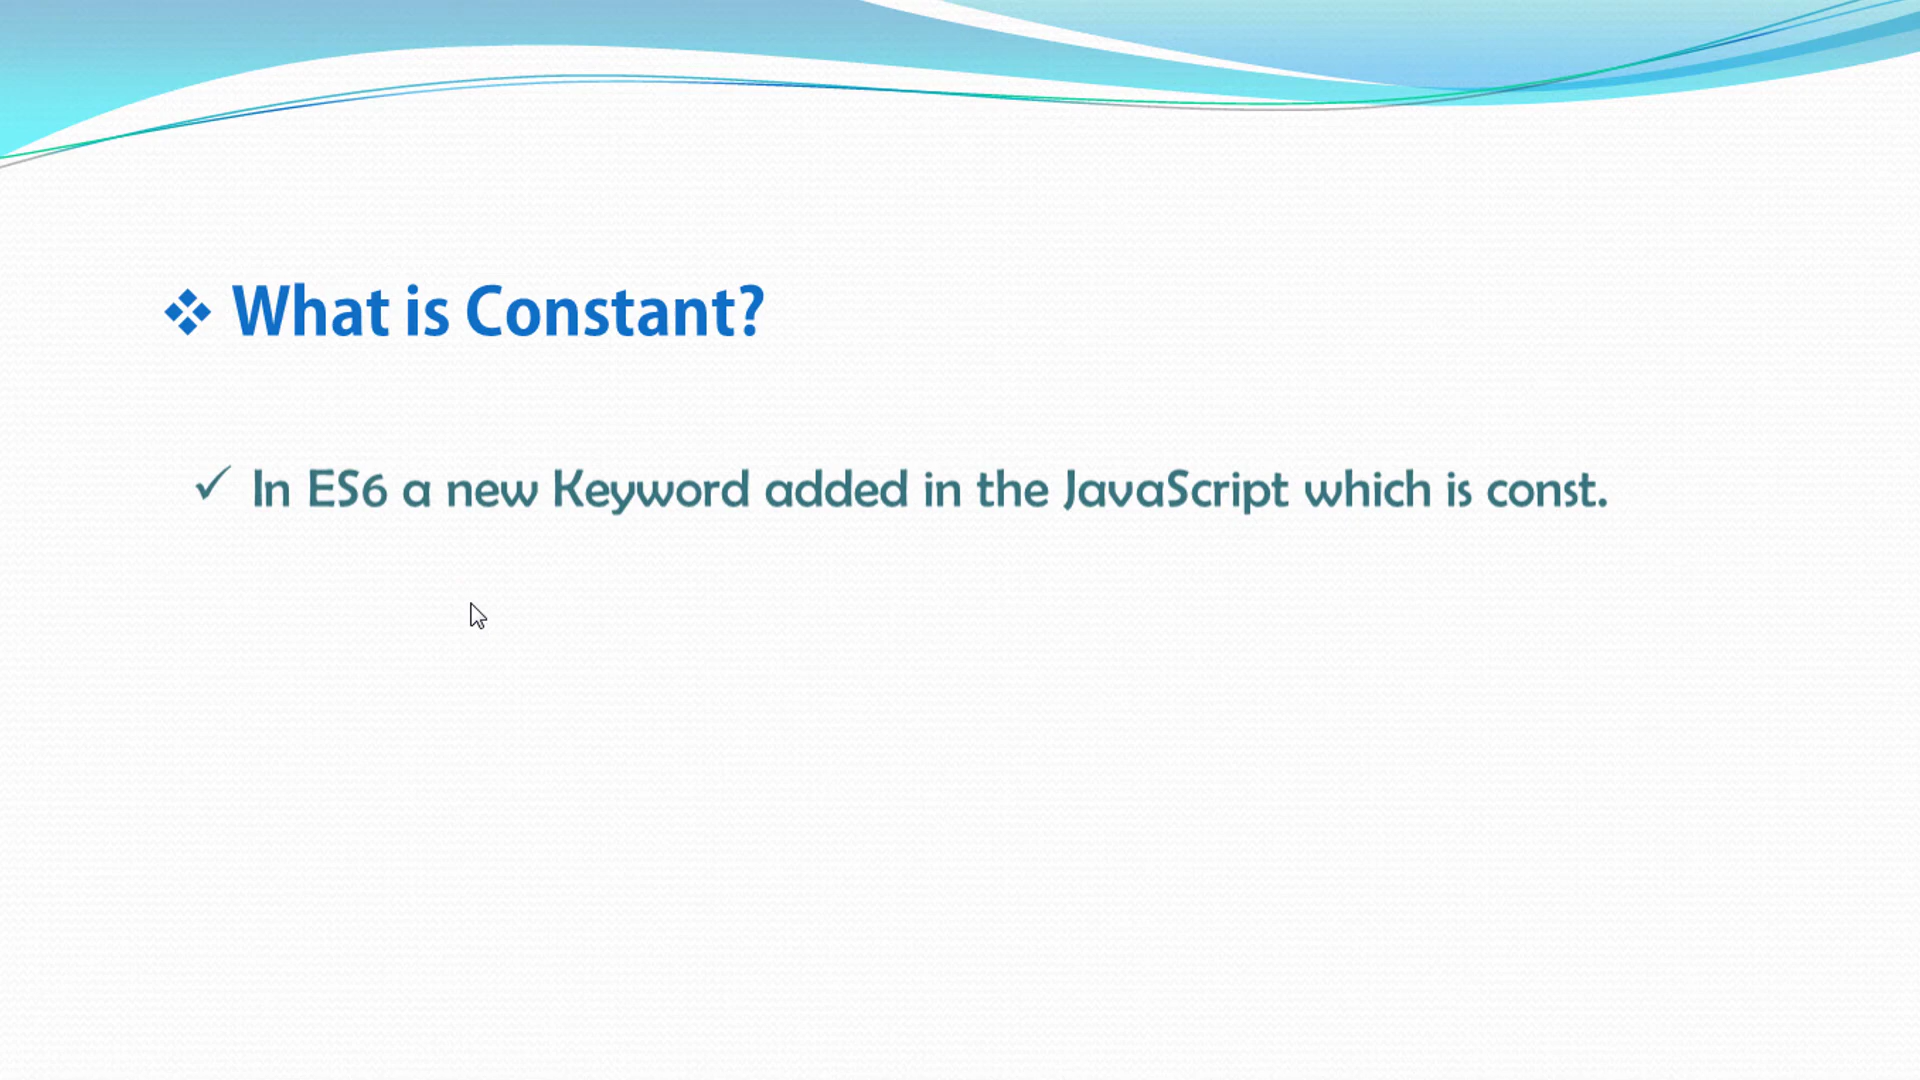 What is Constant?
In ES6 a new Keyword added in the JavaScript which is const.